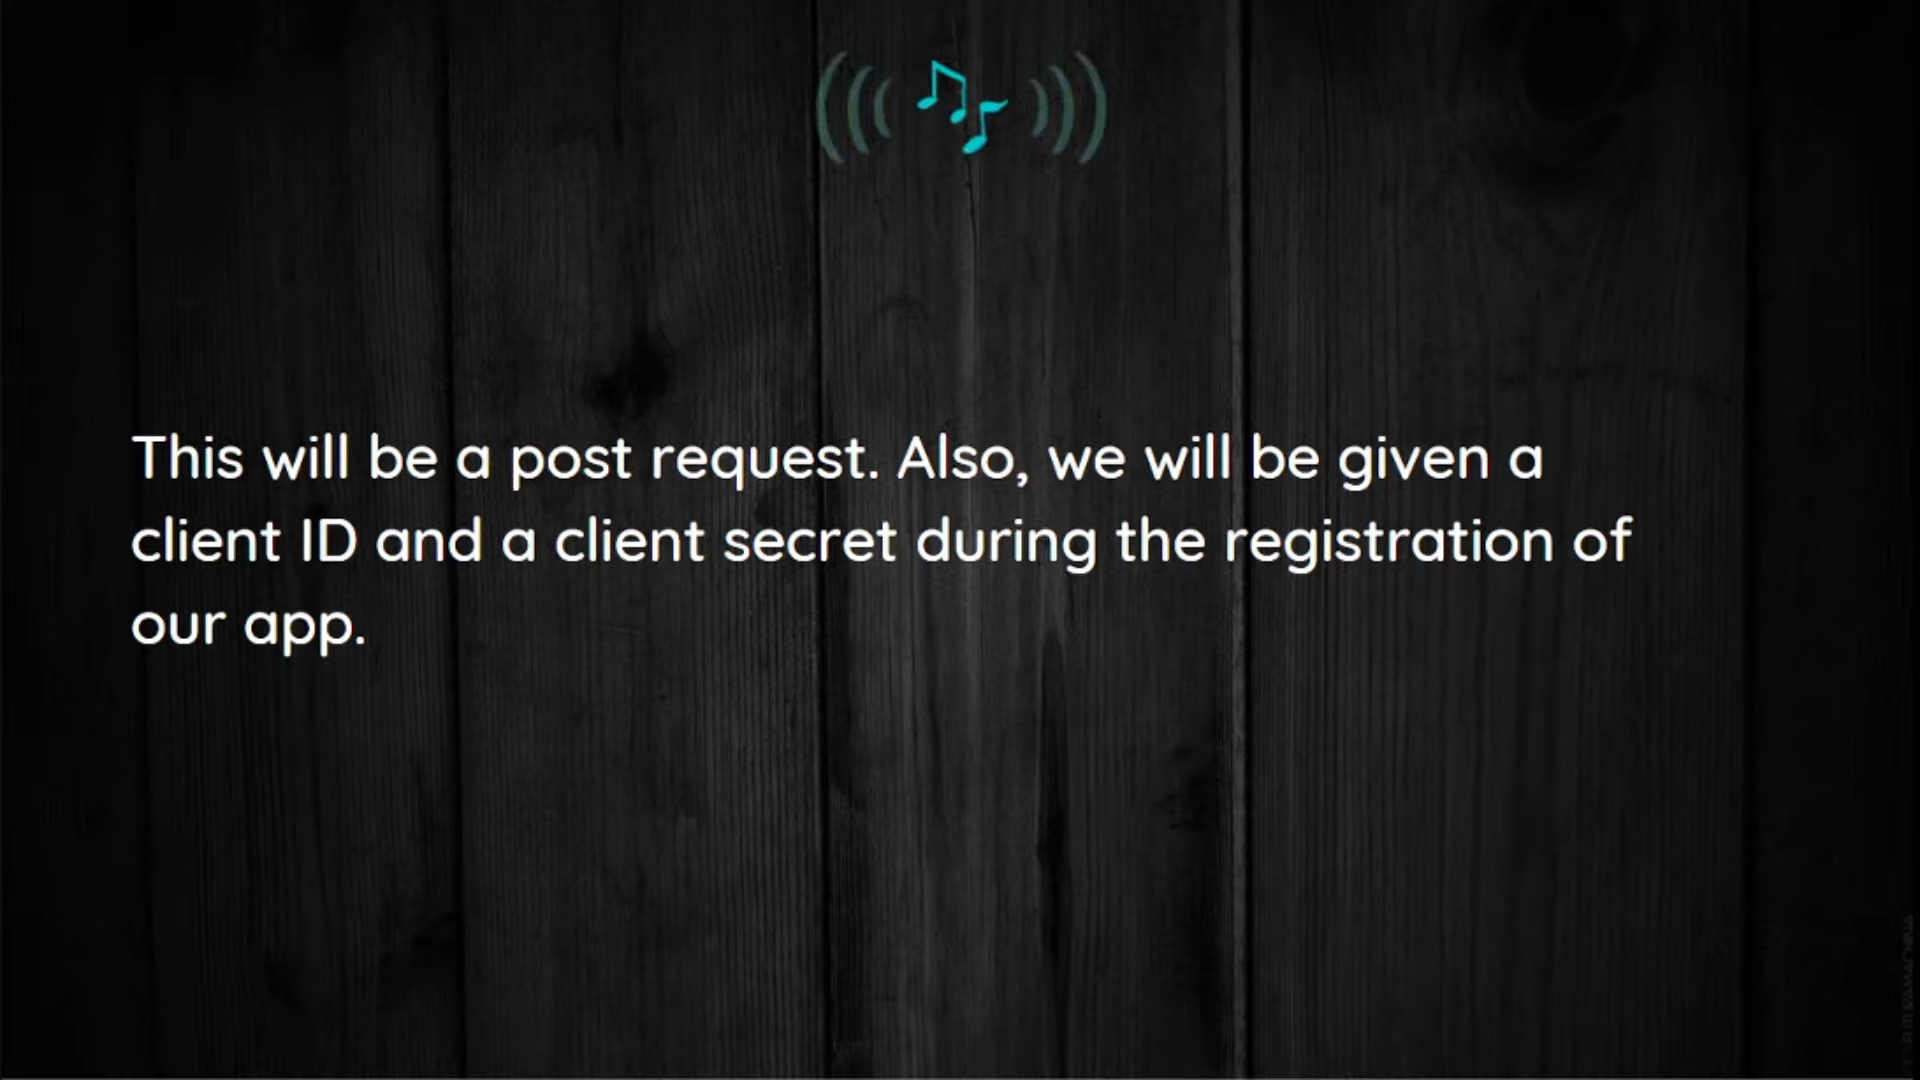 This will be a post request. Also, we will be given a
client ID and a client secret during the registration of
our app.